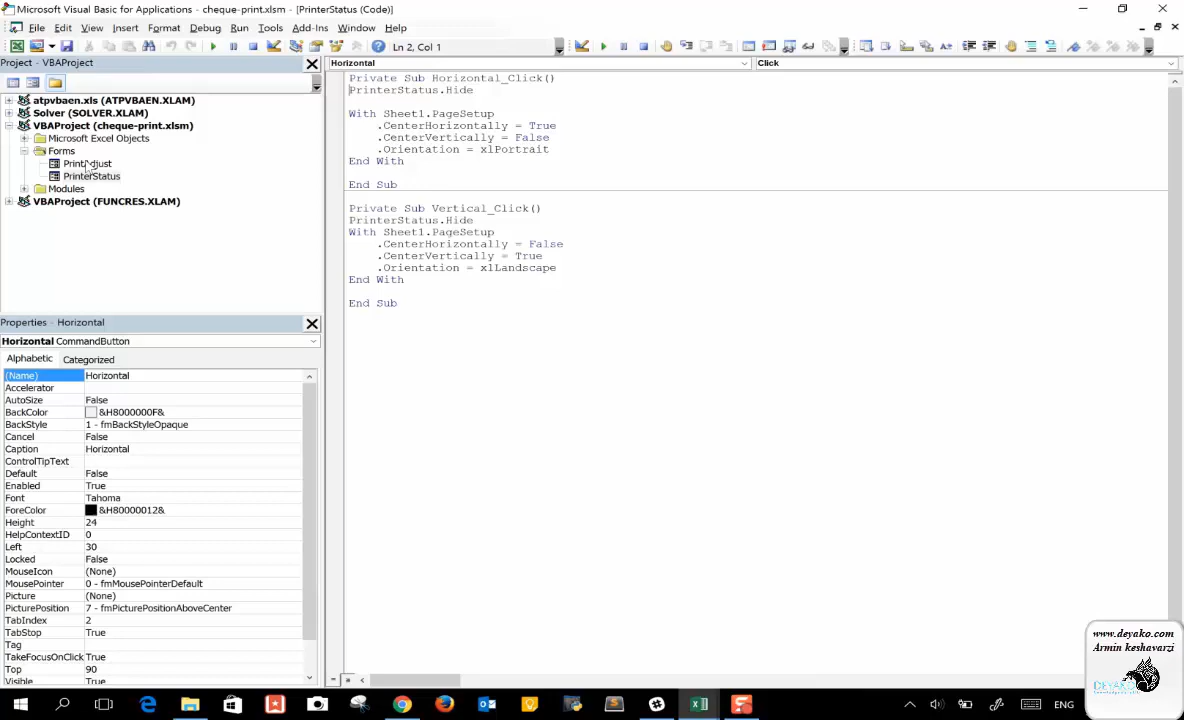 Microsoft Visual Basic for Applications - cheque-print.xlsm - [PrinterStatus (Code)]
File Edit View Insert Format Debug Run Tools Add-Ins Window Help
Ln 2, Col 1
Project - VBAProject
atpvbaen.xls (ATPVBAEN.XLAM)
Solver (SOLVER.XLAM)
VBAProject (cheque-print.xlsm)
Microsoft Excel Objects
Forms
PrintAdjust
PrinterStatus
Modules
VBAProject (FUNCRES.XLAM)
Properties - Horizontal
Horizontal CommandButton
Alphabetic Categorized
(Name) Horizontal
Accelerator
AutoSize False
BackColor &H8000000F&
BackStyle 1 - fmBackStyleOpaque
Cancel False
Caption Horizontal
ControlTipText
Default False
Enabled True
Font Tahoma
ForeColor &H80000012&
Height 24
HelpContextID 0
Left 30
Locked False
MouseIcon (None)
MousePointer 0 - fmMousePointerDefault
Picture (None)
PicturePosition 7 - fmPicturePositionAboveCenter
TabIndex 2
TabStop True
Tag
TakeFocusOnClick True
Top 90
Visible True
Horizontal Click
Private Sub Horizontal_Click()
PrinterStatus.Hide
With Sheet1.PageSetup
.CenterHorizontally = True
.CenterVertically = False
.Orientation = xlPortrait
End With
End Sub
Private Sub Vertical_Click()
PrinterStatus.Hide
With Sheet1.PageSetup
.CenterHorizontally = False
.CenterVertically = True
.Orientation = xlLandscape
End With
End Sub
www.deyako.com
Armin keshavarzi
DEYAKO
ENG